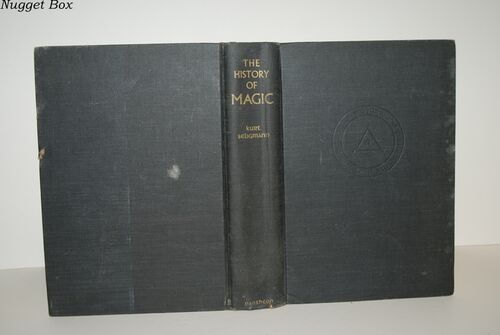 Nugget Box
THE
HISTORY
OF
MAGIC
kurt
seligmann
pantheon